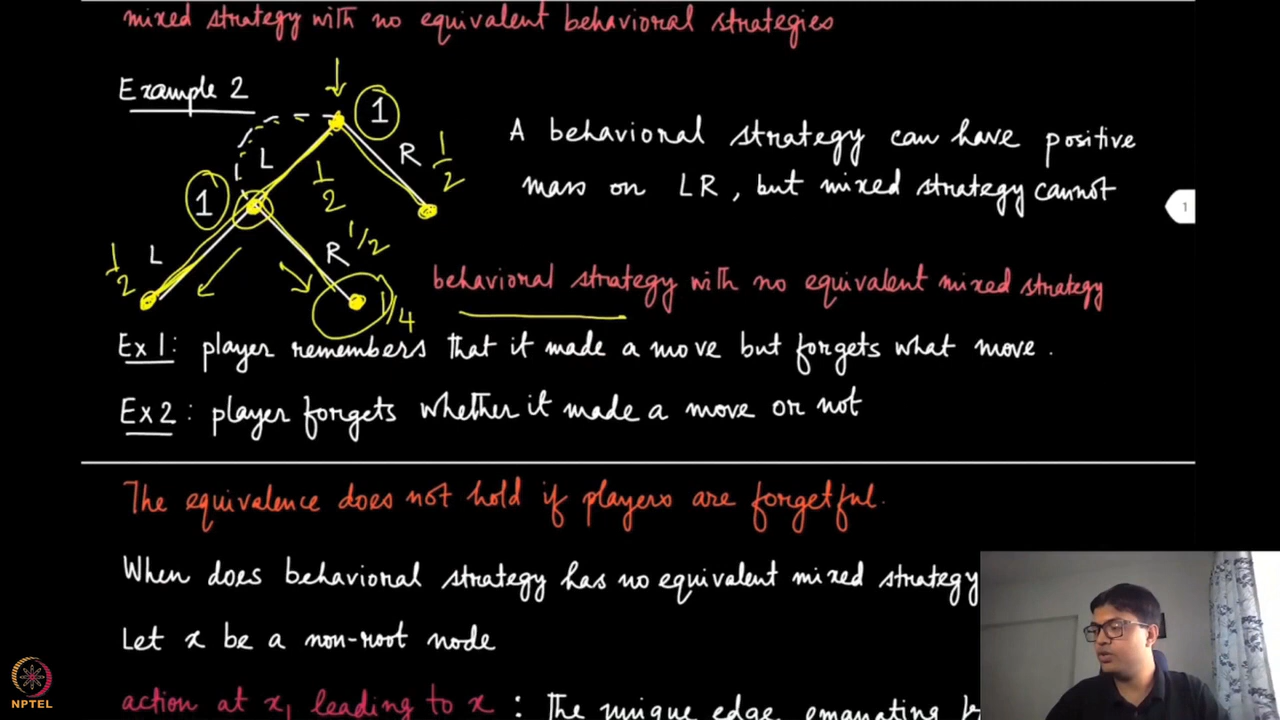 mixed strategy with no equivalent behavioral strategies
Example 2
1
A behavioral strategy can have positive
mass on LR, but mixed strategy cannot
L
R
1/2
1/2
1
L
R
1/2
1/2
1/4
1
behavioral strategy with no equivalent mixed strategy
Ex 1: player remembers that it made a move but forgets what move.
Ex 2: player forgets whether it made a move or not
The equivalence does not hold if players are forgetful.
When does behavioral strategy has no equivalent mixed strategy
Let x be a non-root node
action at x, leading to x : The unique edge emanating
NPTEL